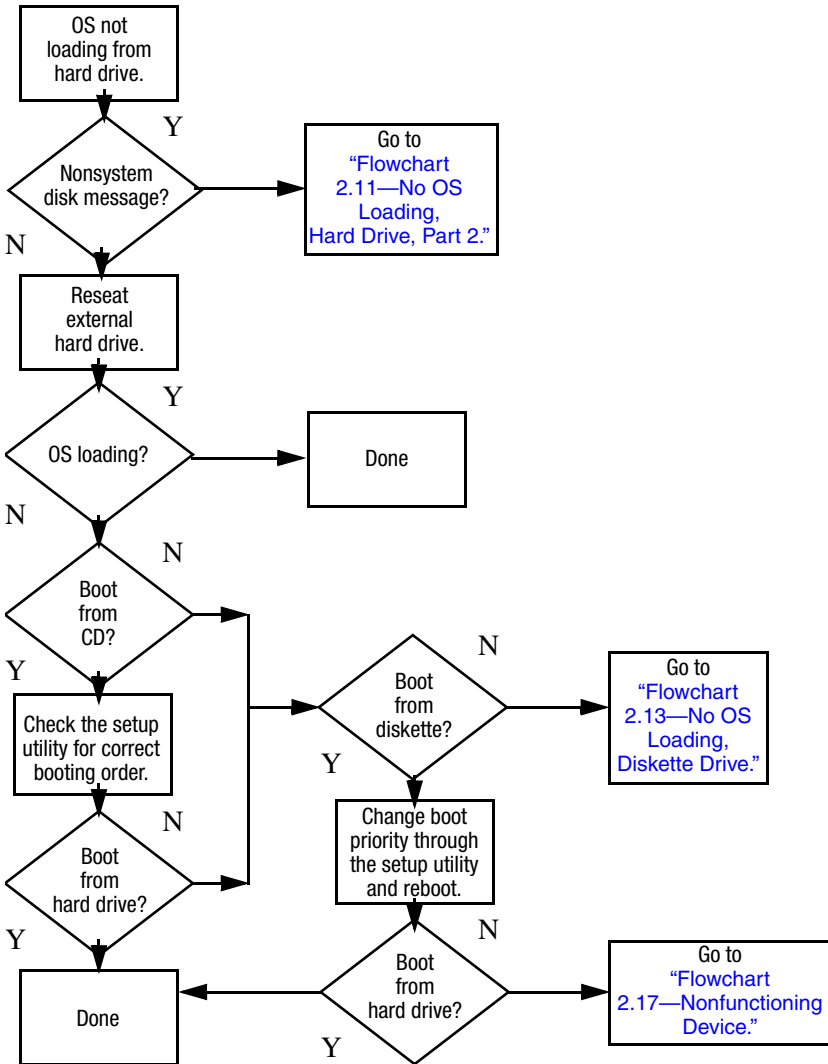 OS not
loading from
hard drive.
Y
Nonsystem
disk message?
Go to
“Flowchart
2.11—No OS
Loading,
Hard Drive, Part 2.”
N
Reseat
external
hard drive.
Y
OS loading?
Done
N
N
Boot
from
CD?
Y
Check the setup
utility for correct
booting order.
N
Boot
from
hard drive?
Y
Done
N
Boot
from
diskette?
Go to
“Flowchart
2.13—No OS
Loading,
Diskette Drive.”
Y
Change boot
priority through
the setup utility
and reboot.
N
Boot
from
hard drive?
Y
Go to
“Flowchart
2.17—Nonfunctioning
Device.”